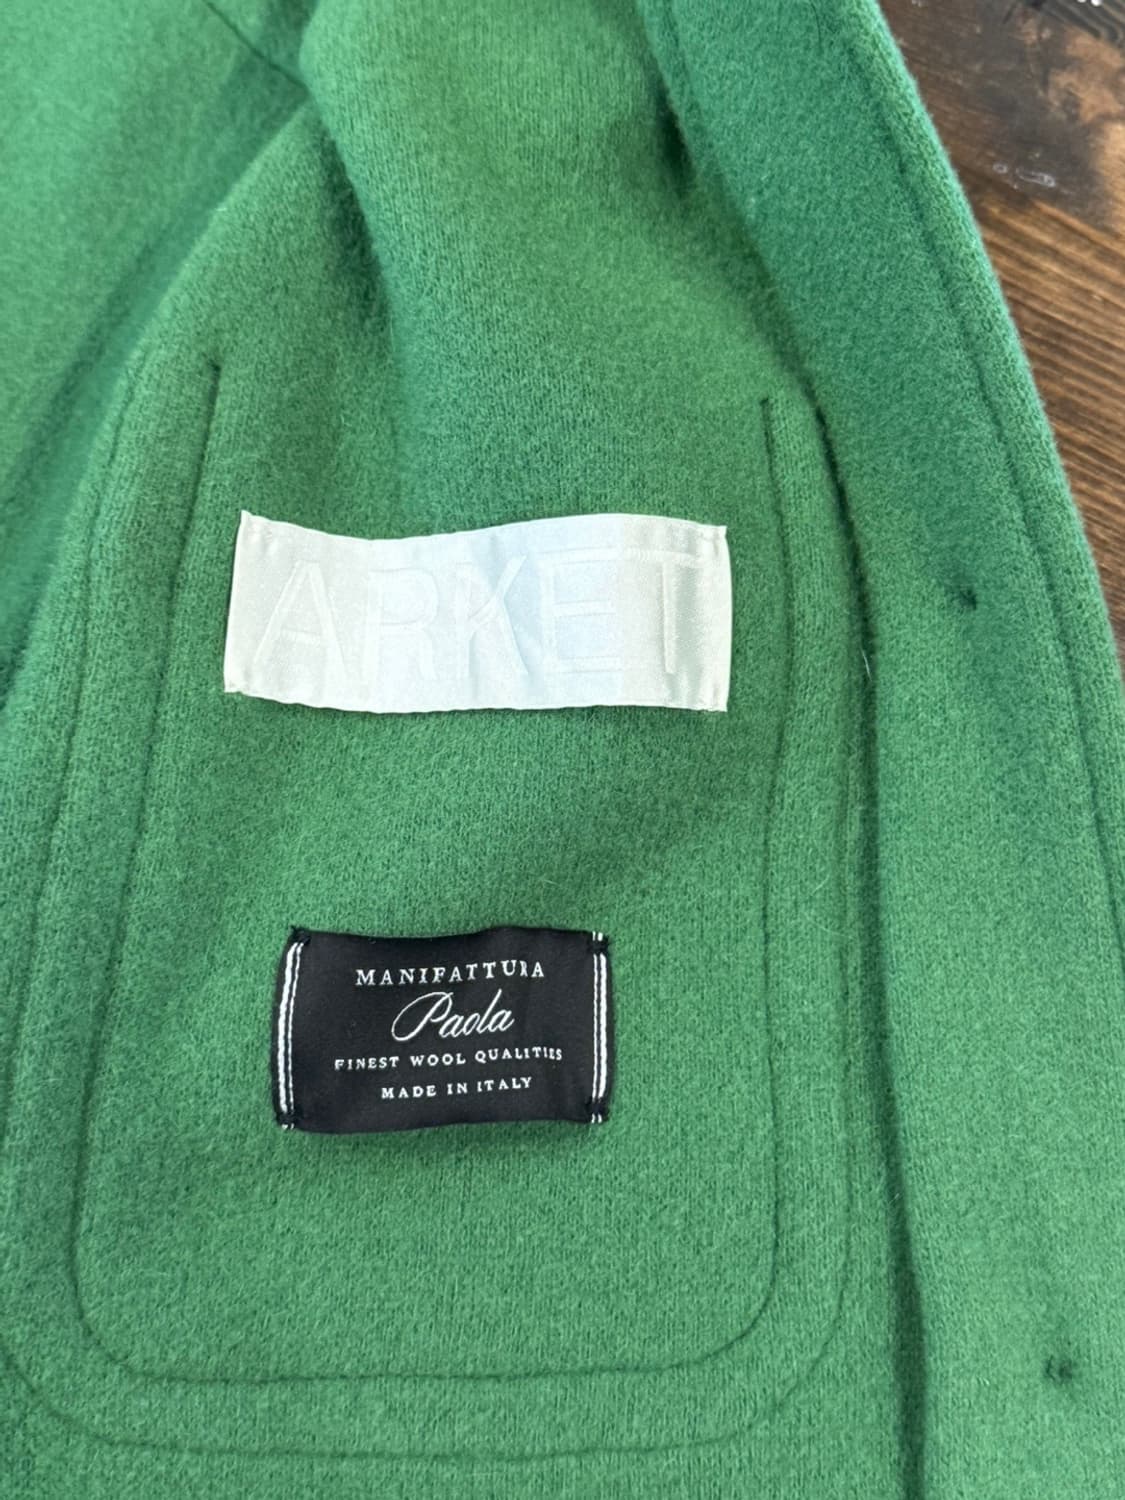 ARKET
MANIFATTURA
Paola
FINEST WOOL QUALITIES
MADE IN ITALY